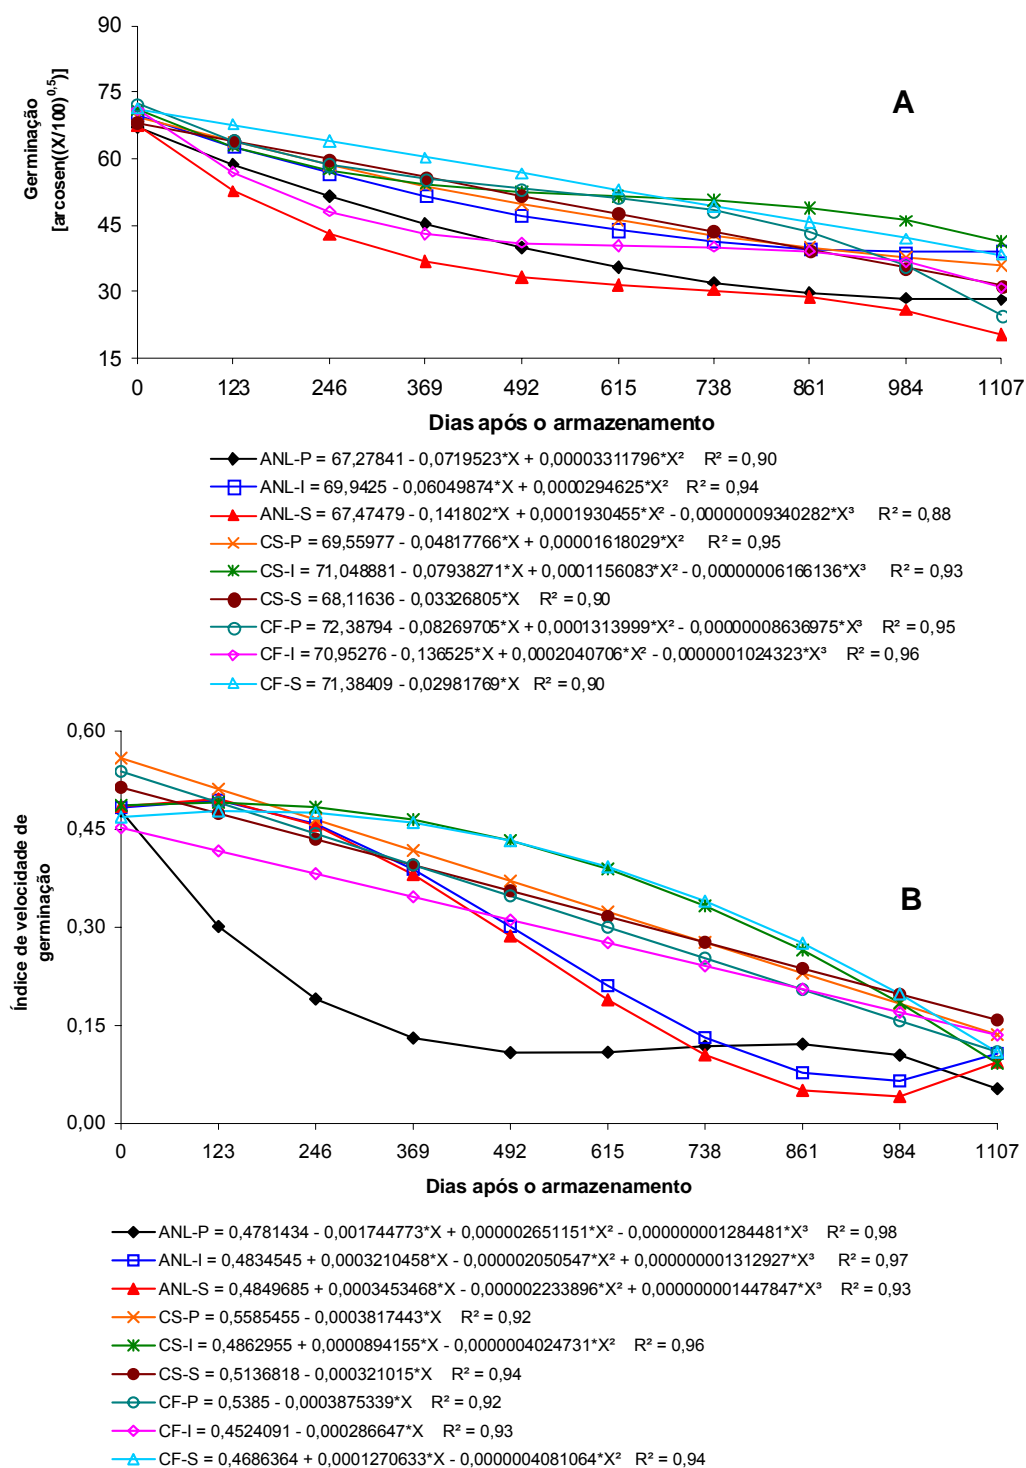 90
75
60
45
30
15
Germinação
[arcosen((X/100)^0,5)]
A
0 123 246 369 492 615 738 861 984 1107
Dias após o armazenamento
ANL-P = 67,27841 - 0,0719523*X + 0,00003311796*X² R² = 0,90
ANL-I = 69,9425 - 0,06049874*X + 0,0000294625*X² R² = 0,94
ANL-S = 67,47479 - 0,141802*X + 0,0001930455*X² - 0,00000009340282*X³ R² = 0,88
CS-P = 69,55977 - 0,04817766*X + 0,00001618029*X² R² = 0,95
CS-I = 71,048881 - 0,07938271*X + 0,0001156083*X² - 0,00000006166136*X³ R² = 0,93
CS-S = 68,11636 - 0,03326805*X R² = 0,90
CF-P = 72,38794 - 0,08269705*X + 0,0001313999*X² - 0,00000008636975*X³ R² = 0,95
CF-I = 70,95276 - 0,136525*X + 0,0002040706*X² - 0,0000001024323*X³ R² = 0,96
CF-S = 71,38409 - 0,02981769*X R² = 0,90
0,60
0,45
0,30
0,15
0,00
Índice de velocidade de
germinação
B
0 123 246 369 492 615 738 861 984 1107
Dias após o armazenamento
ANL-P = 0,4781434 - 0,001744773*X + 0,000002651151*X² - 0,000000001284481*X³ R² = 0,98
ANL-I = 0,4834545 + 0,0003210458*X - 0,000002050547*X² + 0,000000001312927*X³ R² = 0,97
ANL-S = 0,4849685 + 0,0003453468*X - 0,000002233896*X² + 0,000000001447847*X³ R² = 0,93
CS-P = 0,5585455 - 0,0003817443*X R² = 0,92
CS-I = 0,4862955 + 0,0000894155*X - 0,0000004024731*X² R² = 0,96
CS-S = 0,5136818 - 0,000321015*X R² = 0,94
CF-P = 0,5385 - 0,0003875339*X R² = 0,92
CF-I = 0,4524091 - 0,000286647*X R² = 0,93
CF-S = 0,4686364 + 0,0001270633*X - 0,0000004081064*X² R² = 0,94